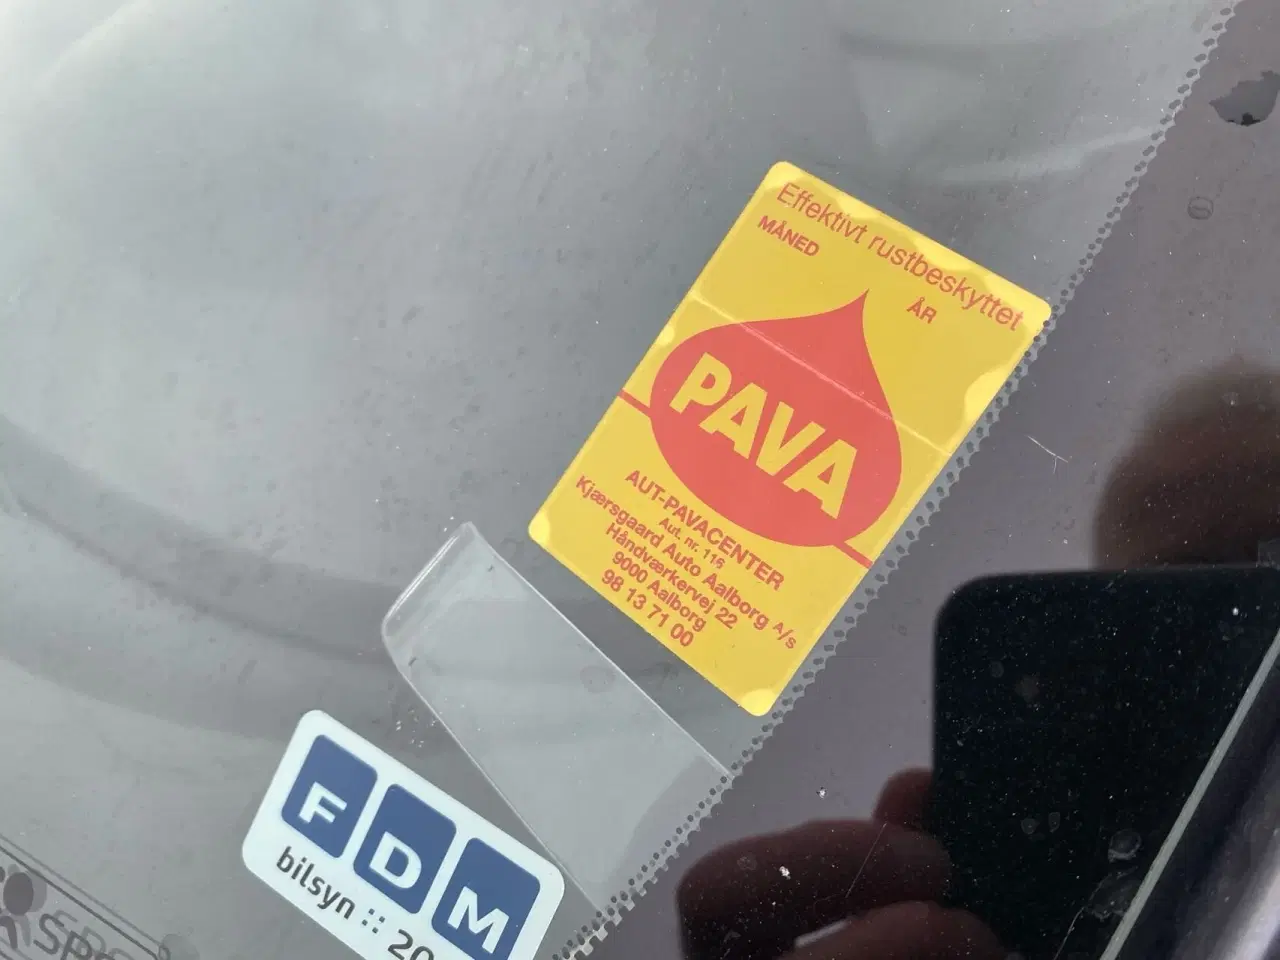 Effektivt rustbeskyttet
MÅNED ÅR
PAVA
AUT-PAVACENTER
Aut. nr. 116
Kjærsgaard Auto Aalborg A/s
Håndværkervej 22
9000 Aalborg
98 13 71 00
FDM
bilsyn :: 20